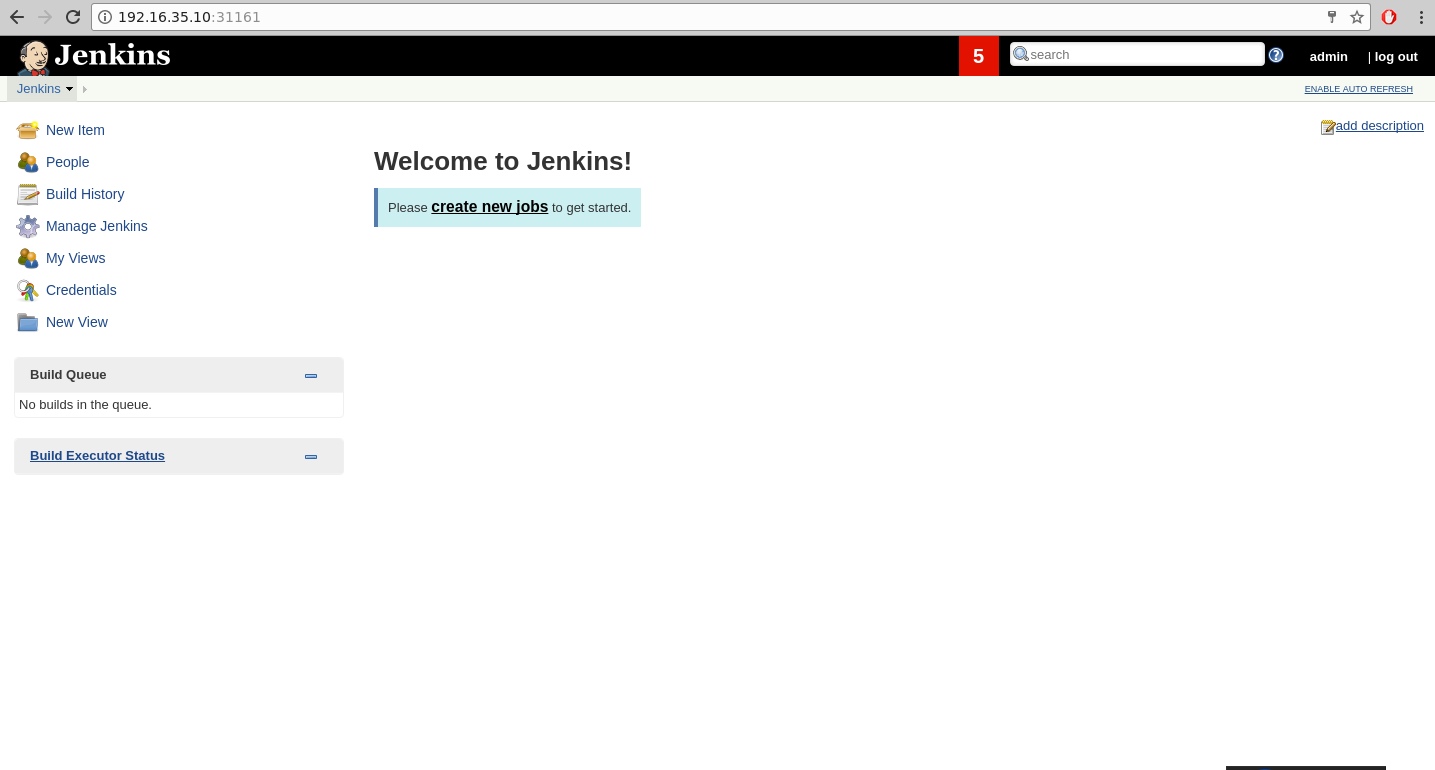 192.16.35.10:31161
Jenkins
5
search
admin
| log out
Jenkins
ENABLE AUTO REFRESH
New Item
People
Build History
Manage Jenkins
My Views
Credentials
New View
Build Queue
No builds in the queue.
Build Executor Status
add description
Welcome to Jenkins!
Please create new jobs to get started.